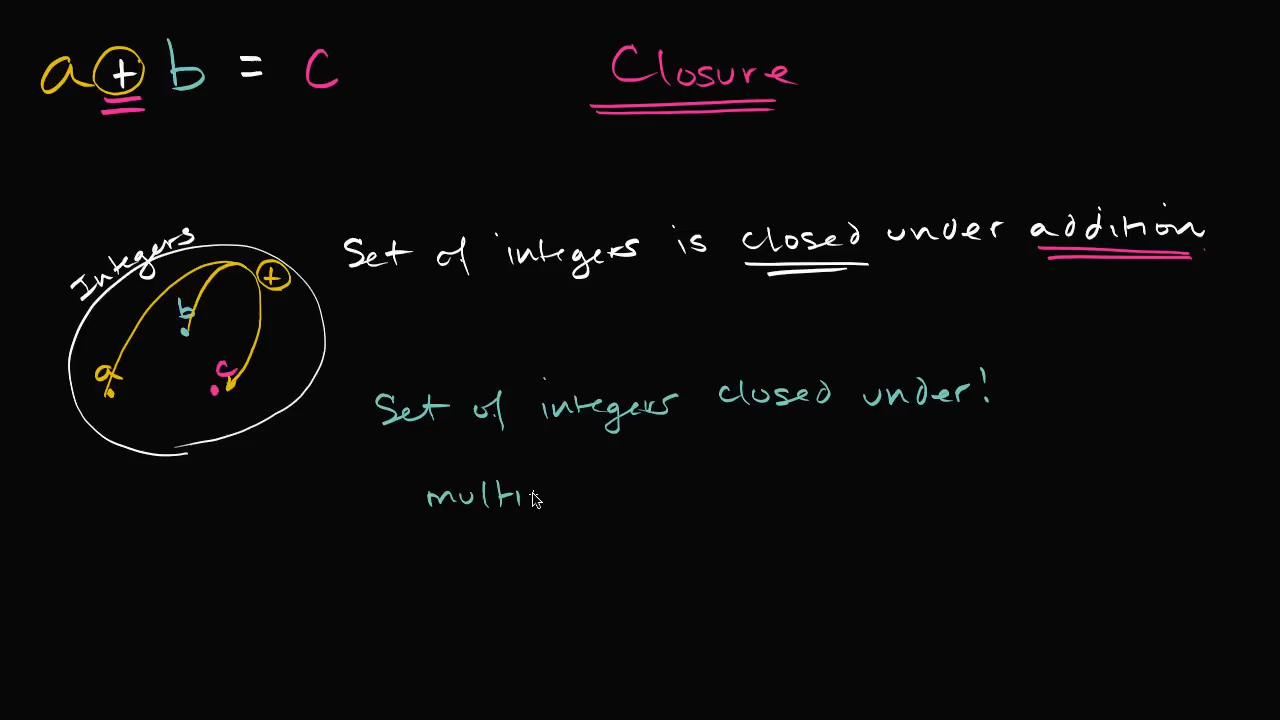 a + b = c
Closure
Integers
+
b
a
c
Set of integers is closed under addition
Set of integers closed under!
multi